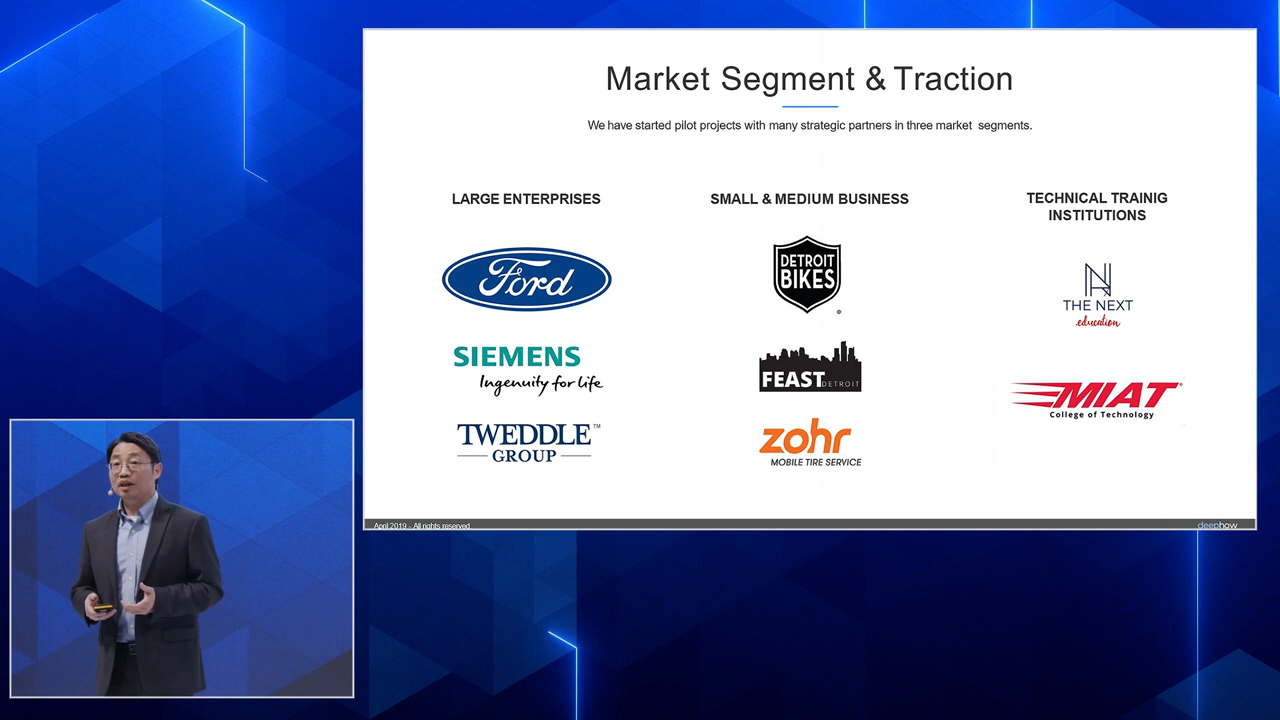 Market Segment & Traction
We have started pilot projects with many strategic partners in three market segments.
LARGE ENTERPRISES
Ford
SIEMENS
Ingenuity for life
TWEDDLE™
GROUP
SMALL & MEDIUM BUSINESS
DETROIT
BIKES
®
FEAST DETROIT
zohr
MOBILE TIRE SERVICE
TECHNICAL TRAINIG
INSTITUTIONS
N
THE NEXT
education
MIAT®
College of Technology
April 2019 - All rights reserved
deephow